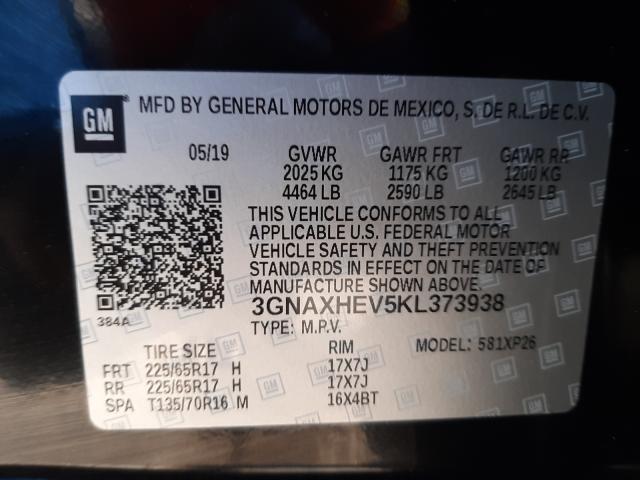 GM MFD BY GENERAL MOTORS DE MEXICO, S. DE R.L. DE C.V.
05/19 GVWR GAWR FRT GAWR RR
2025 KG 1175 KG 1200 KG
4464 LB 2590 LB 2645 LB
THIS VEHICLE CONFORMS TO ALL
APPLICABLE U.S. FEDERAL MOTOR
VEHICLE SAFETY AND THEFT PREVENTION
STANDARDS IN EFFECT ON THE DATE OF
MANUFACTURE SHOWN ABOVE.
384A 3GNAXHEV5KL373938
TYPE: M.P.V.
TIRE SIZE RIM MODEL: 581XP26
FRT 225/65R17 H 17X7J
RR 225/65R17 H 17X7J
SPA T135/70R16 M 16X4BT